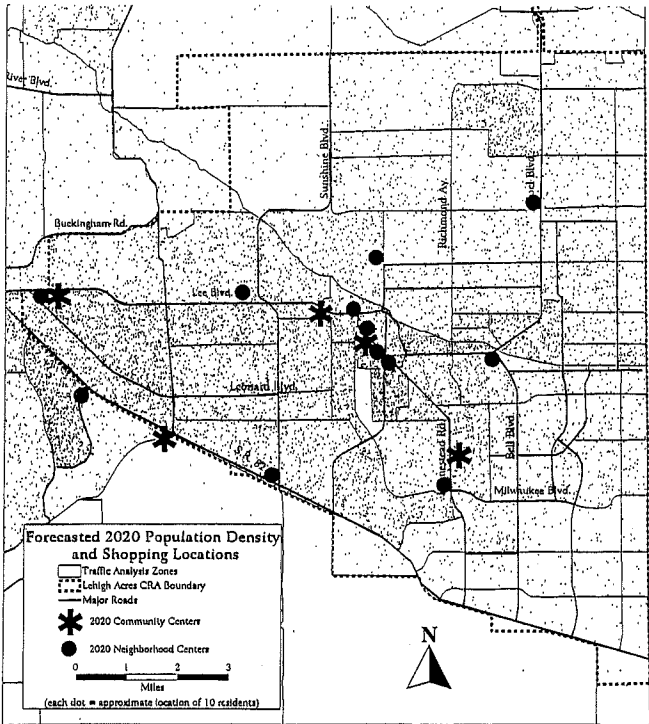 River Blvd.
Sunshine Blvd.
Richmond Av.
Buckingham Rd.
Lee Blvd.
Leonard Blvd.
S.R. 82
Bell Blvd.
Milwaukee Blvd.
Forecasted 2020 Population Density
and Shopping Locations
Traffic Analysis Zones
Lehigh Acres CRA Boundary
Major Roads
2020 Community Centers
2020 Neighborhood Centers
0 1 2 3
Miles
(each dot = approximate location of 10 residents)
N